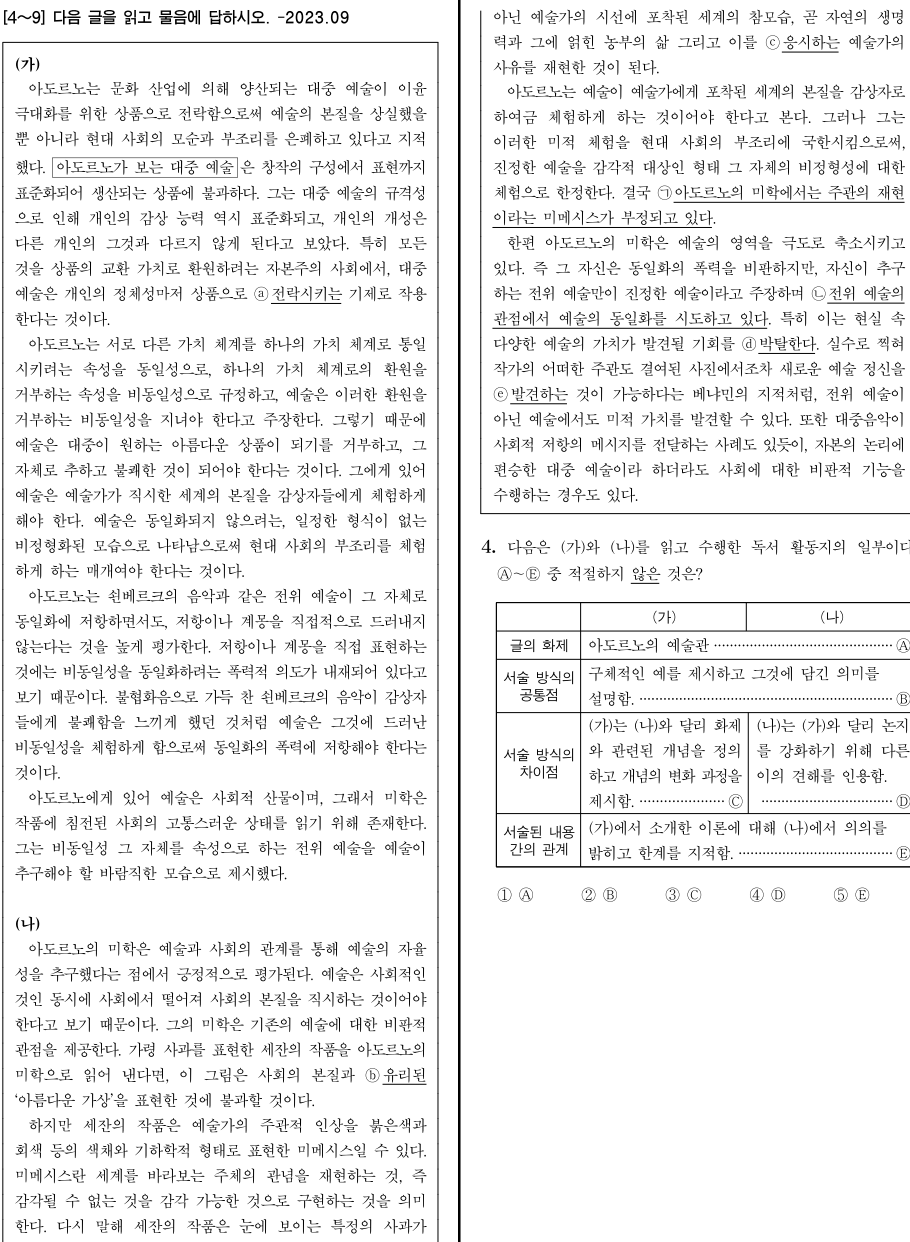 [4~9] 다음 글을 읽고 물음에 답하시오. -2023.09
(가)
아도르노는 문화 산업에 의해 양산되는 대중 예술이 이윤
극대화를 위한 상품으로 전락함으로써 예술의 본질을 상실했을
뿐 아니라 현대 사회의 모순과 부조리를 은폐하고 있다고 지적
했다. 아도르노가 보는 대중 예술은 창작의 구성에서 표현까지
표준화되어 생산되는 상품에 불과하다. 그는 대중 예술의 규격성
으로 인해 개인의 감상 능력 역시 표준화되고, 개인의 개성은
다른 개인의 그것과 다르지 않게 된다고 보았다. 특히 모든
것을 상품의 교환 가치로 환원하려는 자본주의 사회에서, 대중
예술은 개인의 정체성마저 상품으로 ⓐ전락시키는 기제로 작용
한다는 것이다.
아도르노는 서로 다른 가치 체계를 하나의 가치 체계로 통일
시키려는 속성을 동일성으로, 하나의 가치 체계로의 환원을
거부하는 속성을 비동일성으로 규정하고, 예술은 이러한 환원을
거부하는 비동일성을 지녀야 한다고 주장한다. 그렇기 때문에
예술은 대중이 원하는 아름다운 상품이 되기를 거부하고, 그
자체로 추하고 불쾌한 것이 되어야 한다는 것이다. 그에게 있어
예술은 예술가가 직시한 세계의 본질을 감상자들에게 체험하게
해야 한다. 예술은 동일화되지 않으려는, 일정한 형식이 없는
비정형화된 모습으로 나타남으로써 현대 사회의 부조리를 체험
하게 하는 매개여야 한다는 것이다.
아도르노는 쇤베르크의 음악과 같은 전위 예술이 그 자체로
동일화에 저항하면서도, 저항이나 계몽을 직접적으로 드러내지
않는다는 것을 높게 평가한다. 저항이나 계몽을 직접 표현하는
것에는 비동일성을 동일화하려는 폭력적 의도가 내재되어 있다고
보기 때문이다. 불협화음으로 가득 찬 쇤베르크의 음악이 감상자
들에게 불쾌함을 느끼게 했던 것처럼 예술은 그것에 드러난
비동일성을 체험하게 함으로써 동일화의 폭력에 저항해야 한다는
것이다.
아도르노에게 있어 예술은 사회적 산물이며, 그래서 미학은
작품에 침전된 사회의 고통스러운 상태를 읽기 위해 존재한다.
그는 비동일성 그 자체를 속성으로 하는 전위 예술을 예술이
추구해야 할 바람직한 모습으로 제시했다.
(나)
아도르노의 미학은 예술과 사회의 관계를 통해 예술의 자율
성을 추구했다는 점에서 긍정적으로 평가된다. 예술은 사회적인
것인 동시에 사회에서 떨어져 사회의 본질을 직시하는 것이어야
한다고 보기 때문이다. 그의 미학은 기존의 예술에 대한 비판적
관점을 제공한다. 가령 사과를 표현한 세잔의 작품을 아도르노의
미학으로 읽어 낸다면, 이 그림은 사회의 본질과 ⓑ유리된
'아름다운 가상'을 표현한 것에 불과할 것이다.
하지만 세잔의 작품은 예술가의 주관적 인상을 붉은색과
회색 등의 색채와 기하학적 형태로 표현한 미메시스일 수 있다.
미메시스란 세계를 바라보는 주체의 관념을 재현하는 것, 즉
감각될 수 없는 것을 감각 가능한 것으로 구현하는 것을 의미
한다. 다시 말해 세잔의 작품은 눈에 보이는 특정의 사과가
아닌 예술가의 시선에 포착된 세계의 참모습, 곧 자연의 생명
력과 그에 얽힌 농부의 삶 그리고 이를 ⓒ응시하는 예술가의
사유를 재현한 것이 된다.
아도르노는 예술이 예술가에게 포착된 세계의 본질을 감상자로
하여금 체험하게 하는 것이어야 한다고 본다. 그러나 그는
이러한 미적 체험을 현대 사회의 부조리에 국한시킴으로써,
진정한 예술을 감각적 대상인 형태 그 자체의 비정형성에 대한
체험으로 한정한다. 결국 ㉠아도르노의 미학에서는 주관의 재현
이라는 미메시스가 부정되고 있다.
한편 아도르노의 미학은 예술의 영역을 극도로 축소시키고
있다. 즉 그 자신은 동일화의 폭력을 비판하지만, 자신이 추구
하는 전위 예술만이 진정한 예술이라고 주장하며 ㉡전위 예술의
관점에서 예술의 동일화를 시도하고 있다. 특히 이는 현실 속
다양한 예술의 가치가 발견될 기회를 ⓓ박탈한다. 실수로 찍혀
작가의 어떠한 주관도 결여된 사진에서조차 새로운 예술 정신을
ⓔ발견하는 것이 가능하다는 베냐민의 지적처럼, 전위 예술이
아닌 예술에서도 미적 가치를 발견할 수 있다. 또한 대중음악이
사회적 저항의 메시지를 전달하는 사례도 있듯이, 자본의 논리에
편승한 대중 예술이라 하더라도 사회에 대한 비판적 기능을
수행하는 경우도 있다.
4. 다음은 (가)와 (나)를 읽고 수행한 독서 활동지의 일부이다
Ⓐ~Ⓔ 중 적절하지 않은 것은?
(가) (나)
글의 화제 아도르노의 예술관 ⋯⋯⋯⋯⋯⋯ Ⓐ
서술 방식의 공통점 구체적인 예를 제시하고 그것에 담긴 의미를
설명함. ⋯⋯⋯⋯⋯⋯ Ⓑ
서술 방식의 차이점
(가)는 (나)와 달리 화제
와 관련된 개념을 정의
하고 개념의 변화 과정을
제시함. ⋯⋯⋯⋯ Ⓒ
(나)는 (가)와 달리 논지
를 강화하기 위해 다른
이의 견해를 인용함.
⋯⋯⋯⋯⋯⋯ Ⓓ
서술된 내용 간의 관계 (가)에서 소개한 이론에 대해 (나)에서 의의를
밝히고 한계를 지적함. ⋯⋯⋯⋯⋯⋯ Ⓔ
① Ⓐ ② Ⓑ ③ Ⓒ ④ Ⓓ ⑤ Ⓔ